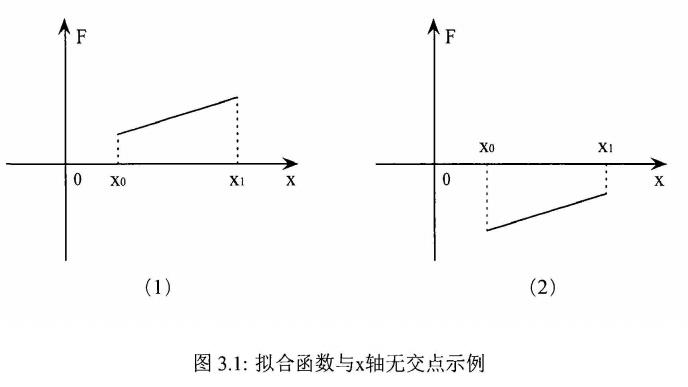 F
F
x₀ x₁
0 x₀ x₁ x
0 x
(1)
(2)
图 3.1: 拟合函数与x轴无交点示例